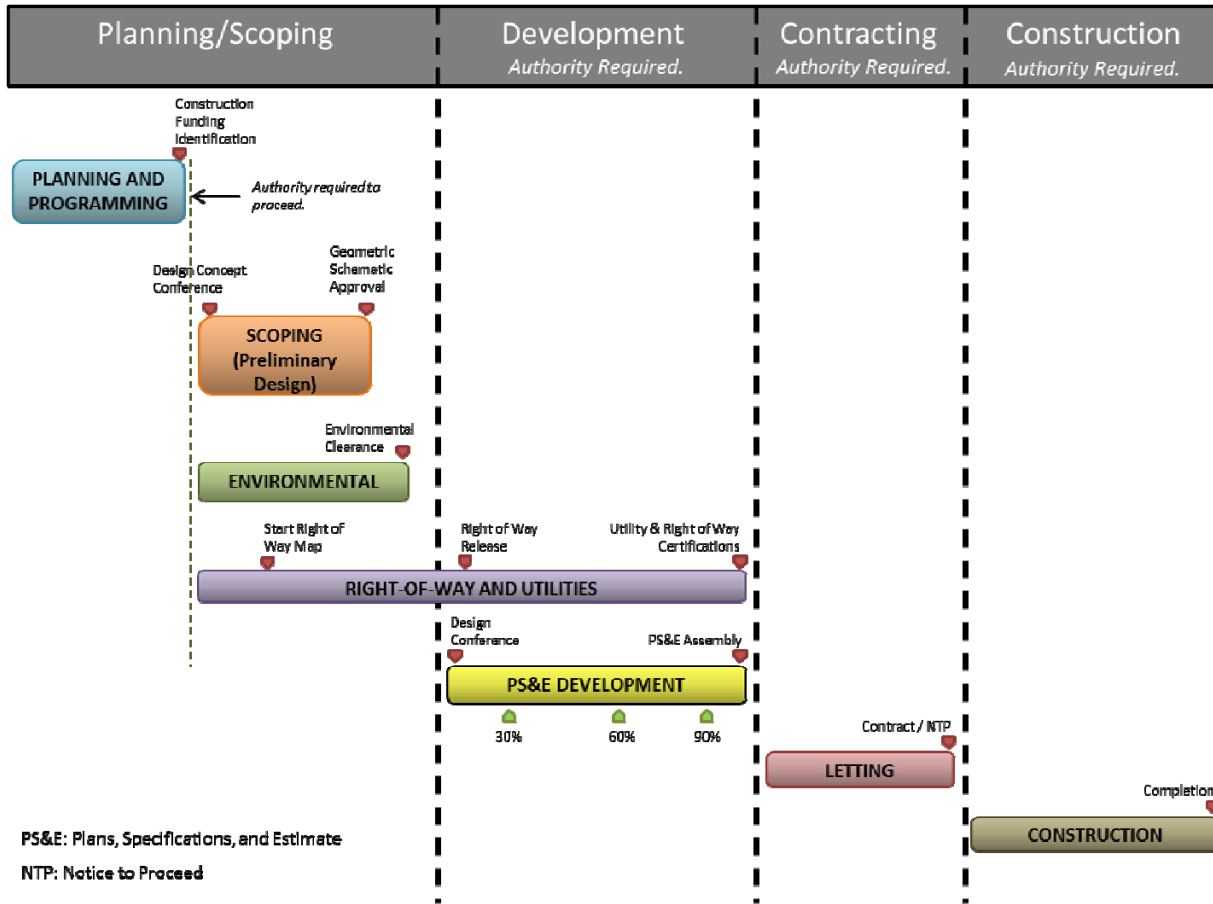 Planning/Scoping
Development
Authority Required.
Contracting
Authority Required.
Construction
Authority Required.
Construction
Funding
Identification
PLANNING AND
PROGRAMMING
Authority required to
proceed.
Design Concept
Conference
Geometric
Schematic
Approval
SCOPING
(Preliminary
Design)
Environmental
Clearance
ENVIRONMENTAL
Start Right of
Way Map
Right of Way
Release
Utility & Right of Way
Certifications
RIGHT-OF-WAY AND UTILITIES
Design
Conference
PS&E Assembly
PS&E DEVELOPMENT
30%
60%
90%
Contract / NTP
LETTING
Completion
CONSTRUCTION
PS&E: Plans, Specifications, and Estimate
NTP: Notice to Proceed